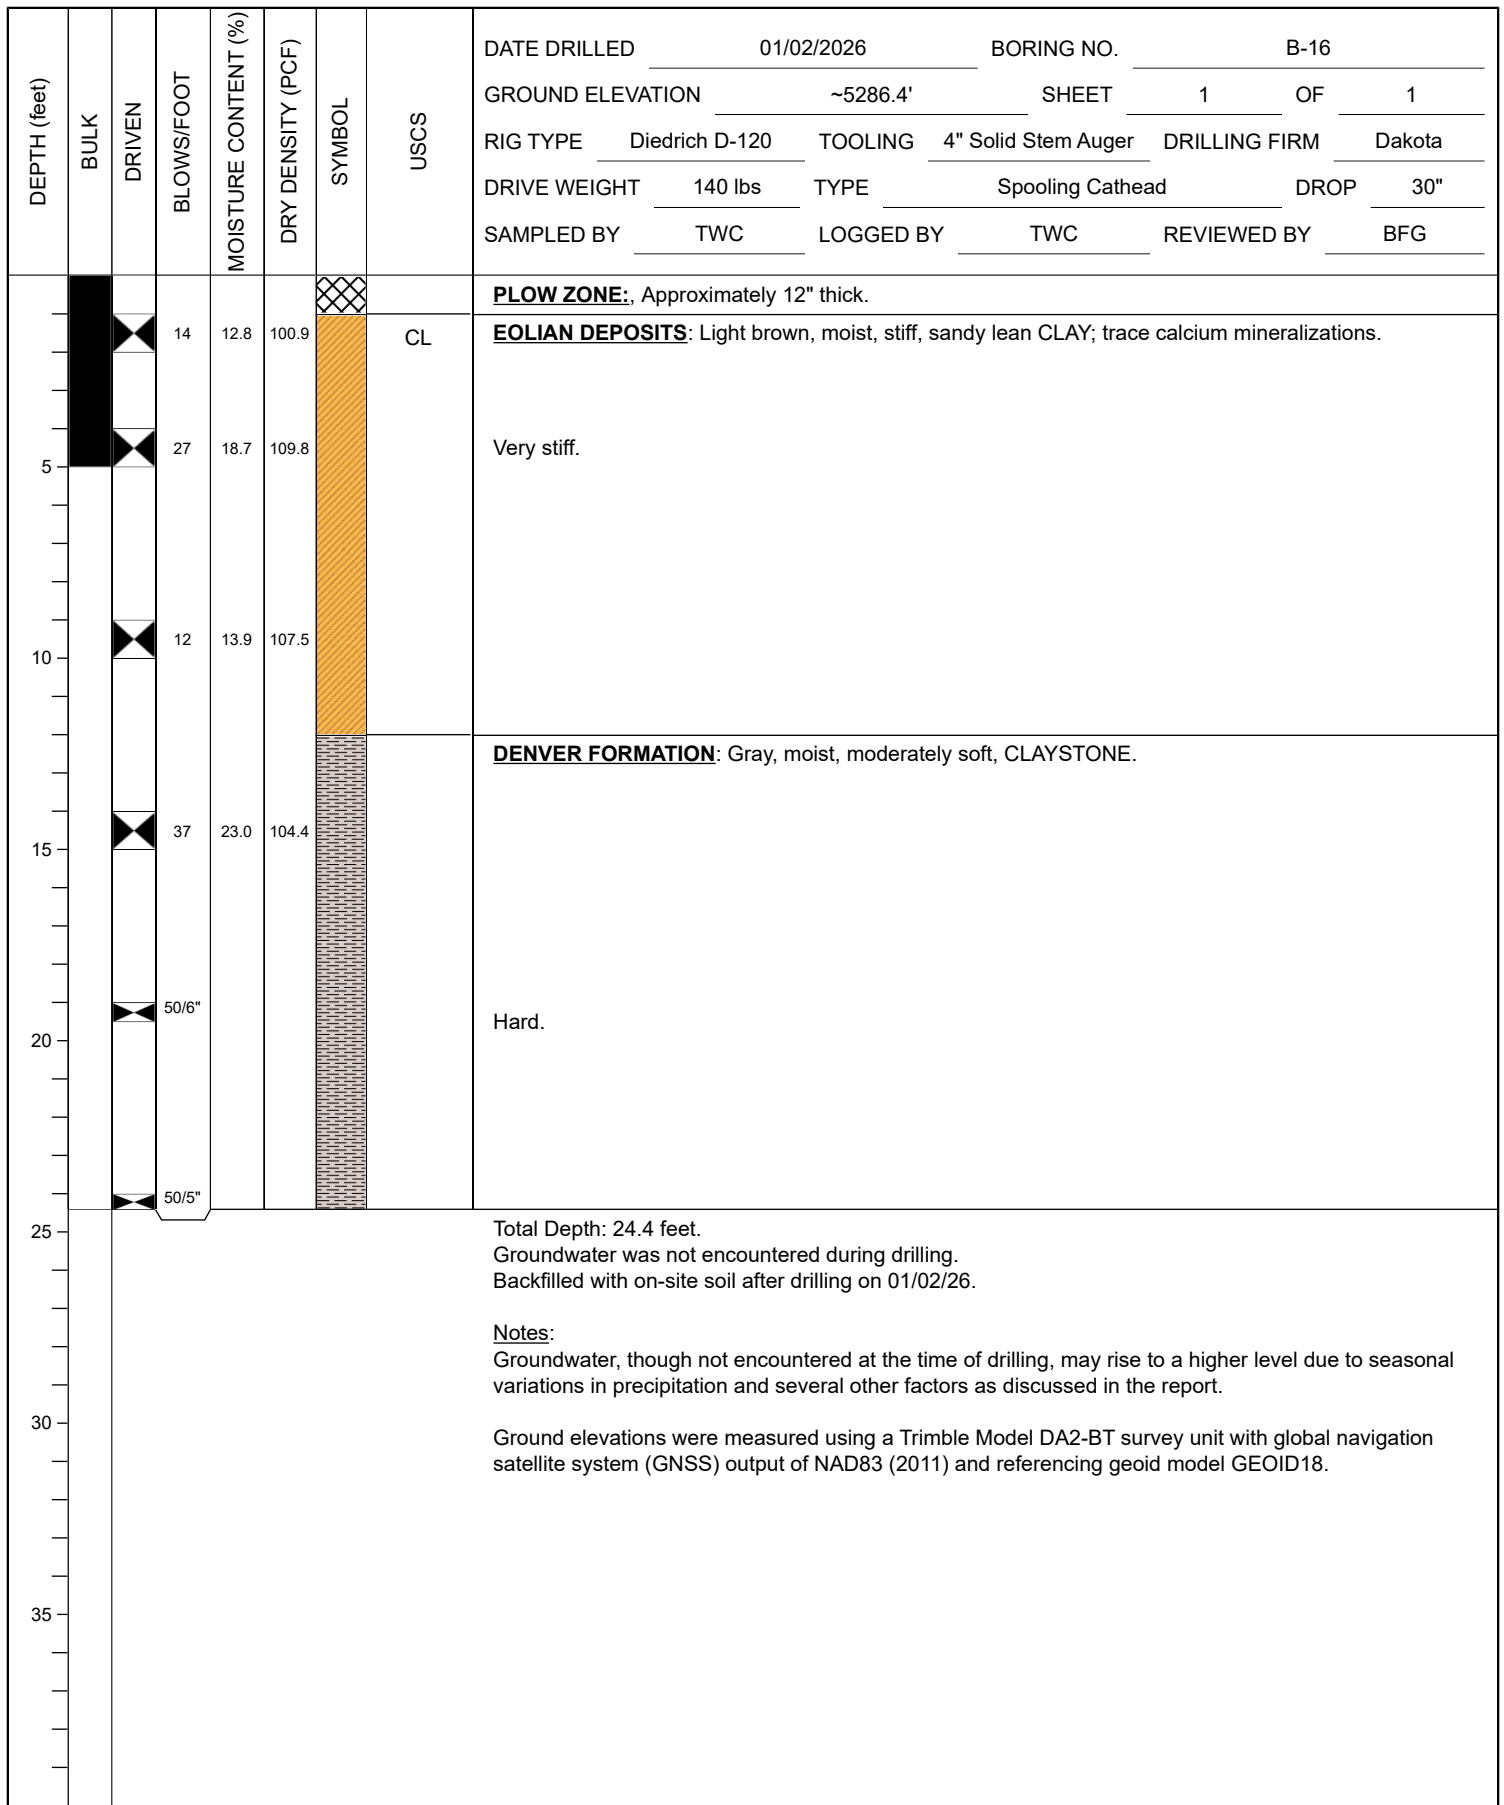 DEPTH (feet)
BULK
DRIVEN
BLOWS/FOOT
MOISTURE CONTENT (%)
DRY DENSITY (PCF)
SYMBOL
USCS
DATE DRILLED 01/02/2026 BORING NO. B-16
GROUND ELEVATION ~5286.4' SHEET 1 OF 1
RIG TYPE Diedrich D-120 TOOLING 4" Solid Stem Auger DRILLING FIRM Dakota
DRIVE WEIGHT 140 lbs TYPE Spooling Cathead DROP 30"
SAMPLED BY TWC LOGGED BY TWC REVIEWED BY BFG
PLOW ZONE:, Approximately 12" thick.
14 12.8 100.9 CL EOLIAN DEPOSITS: Light brown, moist, stiff, sandy lean CLAY; trace calcium mineralizations.
27 18.7 109.8 Very stiff.
5
12 13.9 107.5
10
DENVER FORMATION: Gray, moist, moderately soft, CLAYSTONE.
37 23.0 104.4
15
50/6"
Hard.
20
50/5"
25 Total Depth: 24.4 feet.
Groundwater was not encountered during drilling.
Backfilled with on-site soil after drilling on 01/02/26.
Notes:
Groundwater, though not encountered at the time of drilling, may rise to a higher level due to seasonal
variations in precipitation and several other factors as discussed in the report.
30
Ground elevations were measured using a Trimble Model DA2-BT survey unit with global navigation
satellite system (GNSS) output of NAD83 (2011) and referencing geoid model GEOID18.
35